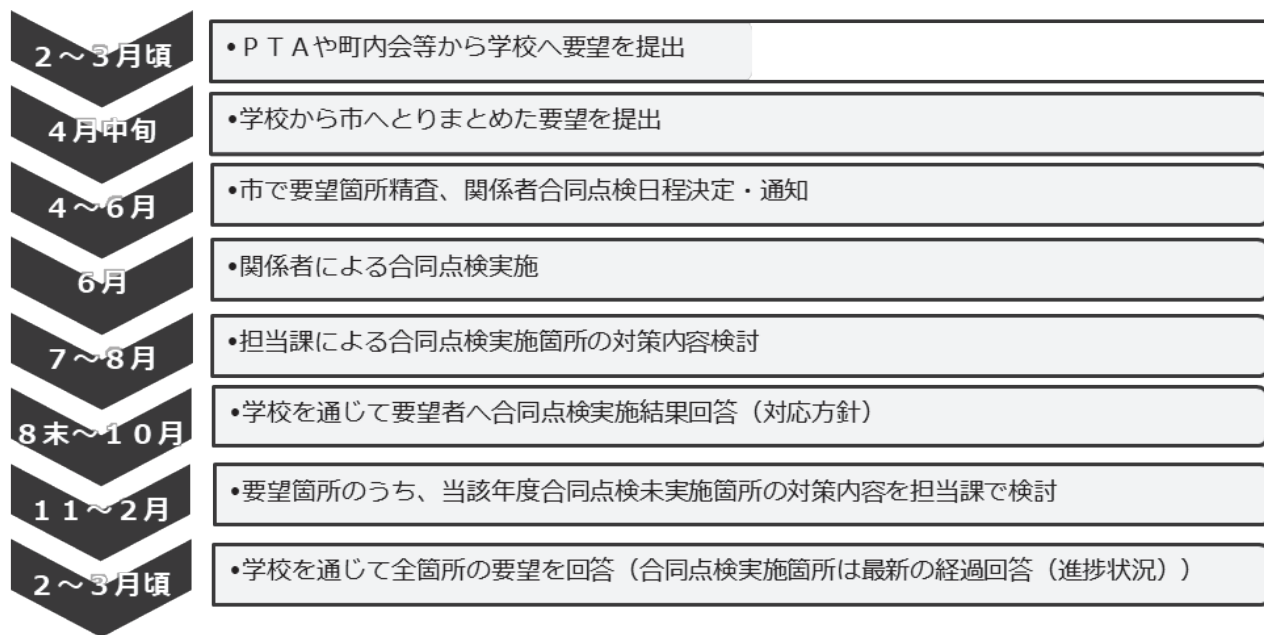 ２～３月頃
•ＰＴＡや町内会等から学校へ要望を提出
４月中旬
•学校から市へとりまとめた要望を提出
４～６月
•市で要望箇所精査、関係者合同点検日程決定・通知
６月
•関係者による合同点検実施
７～８月
•担当課による合同点検実施箇所の対策内容検討
８末～１０月
•学校を通じて要望者へ合同点検実施結果回答（対応方針）
１１～２月
•要望箇所のうち、当該年度合同点検未実施箇所の対策内容を担当課で検討
２～３月頃
•学校を通じて全箇所の要望を回答（合同点検実施箇所は最新の経過回答（進捗状況））